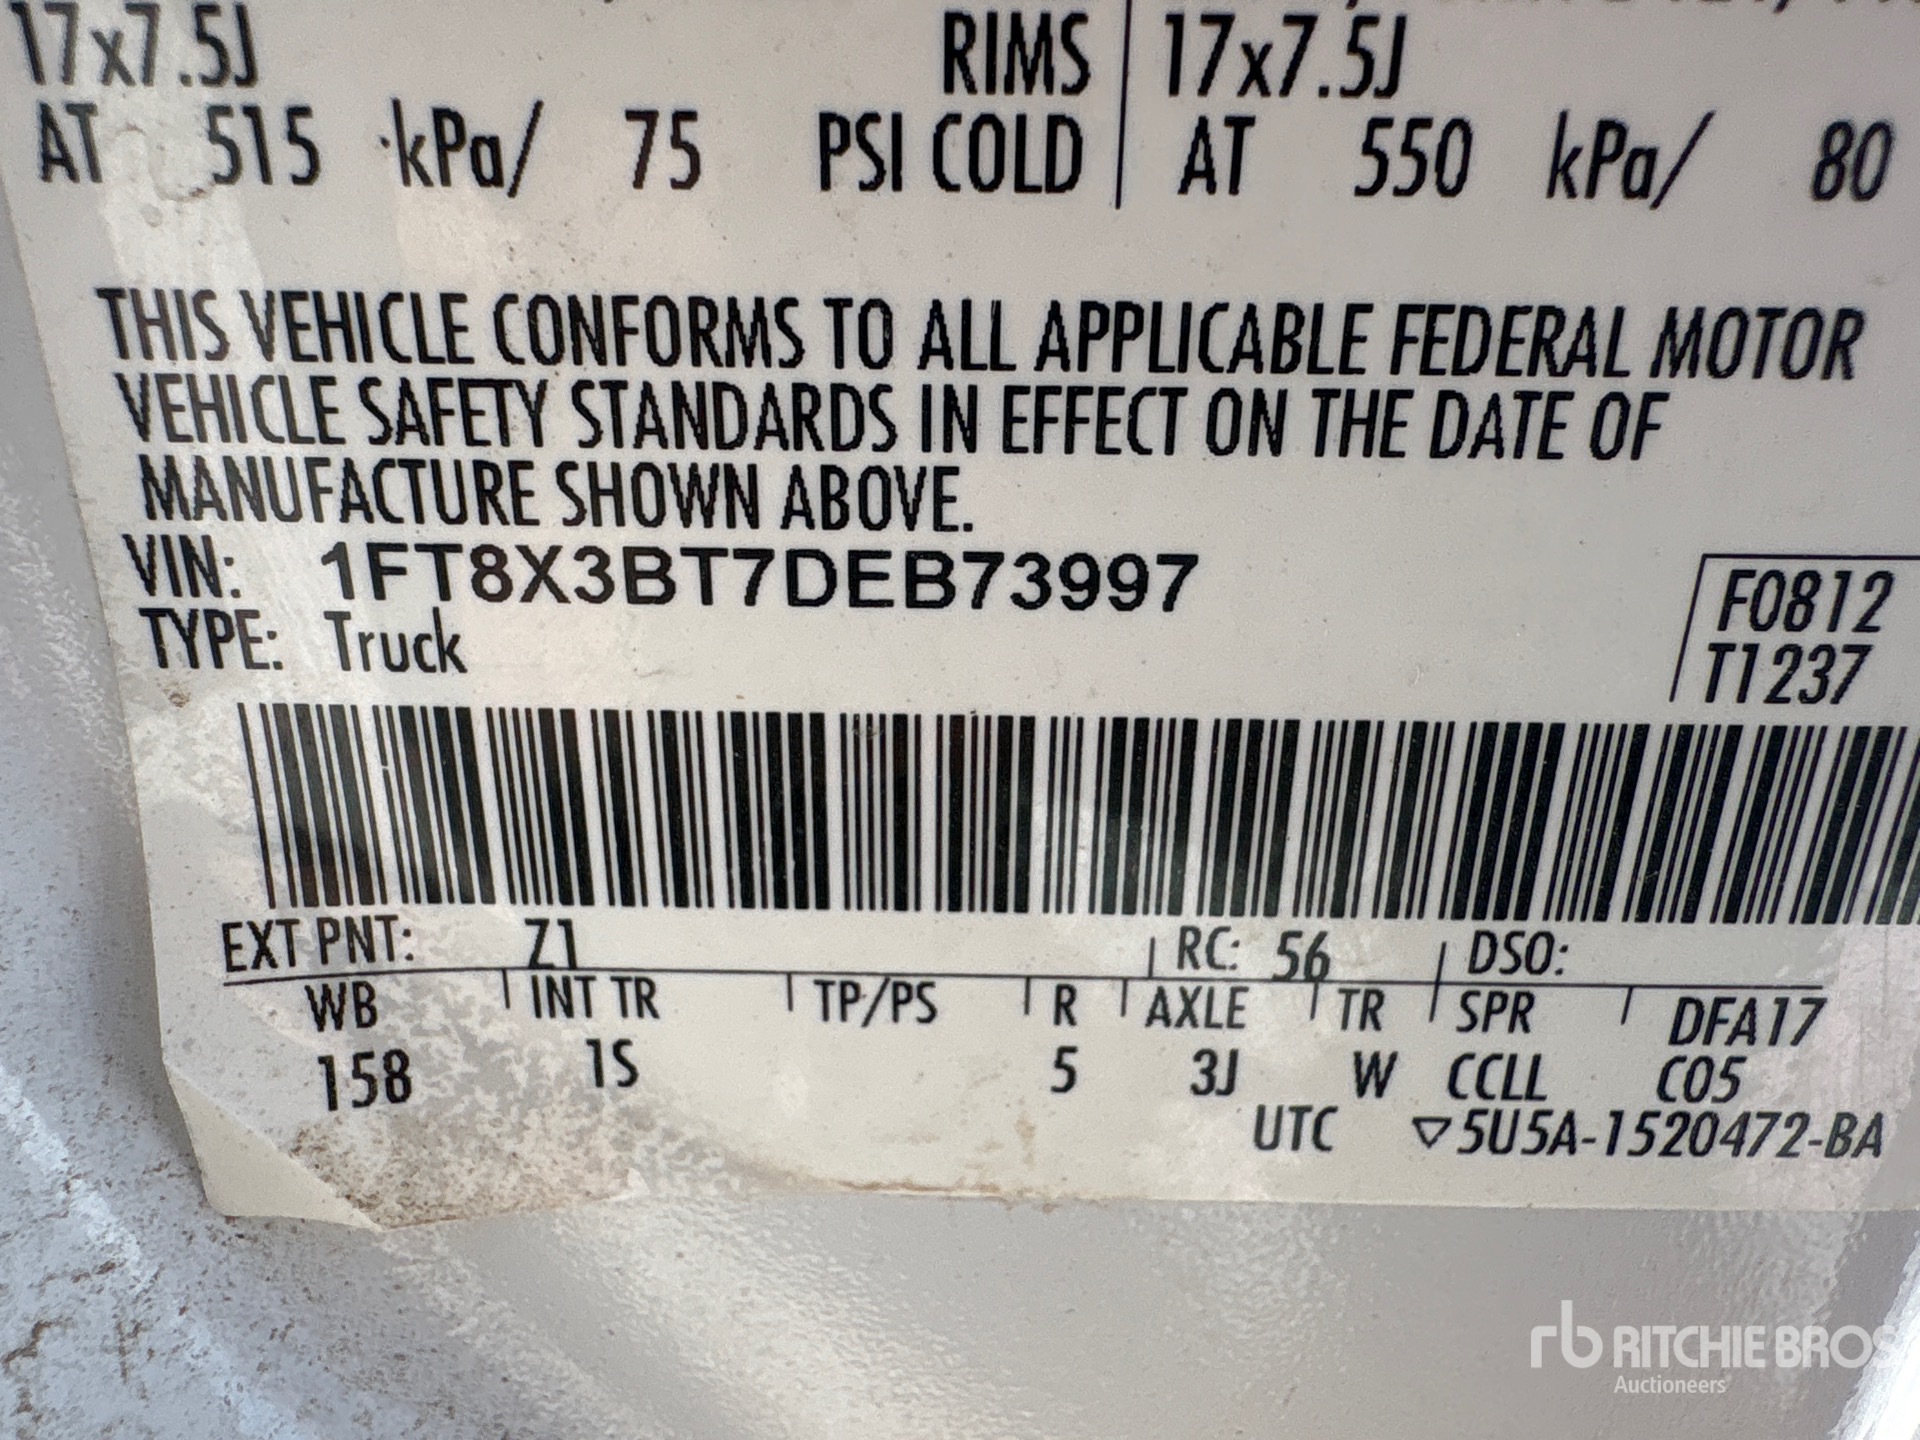 17x7.5J RIMS 17x7.5J
AT 515 kPa/ 75 PSI COLD AT 550 kPa/ 80
THIS VEHICLE CONFORMS TO ALL APPLICABLE FEDERAL MOTOR
VEHICLE SAFETY STANDARDS IN EFFECT ON THE DATE OF
MANUFACTURE SHOWN ABOVE.
VIN: 1FT8X3BT7DEB73997
TYPE: Truck
F0812
T1237
EXT PNT: Z1 RC: 56 DSO:
WB INT TR TP/PS R AXLE TR SPR DFA17
158 1S 5 3J W CCLL C05
UTC ▽5U5A-1520472-BA
rb RITCHIE BROS
Auctioneers